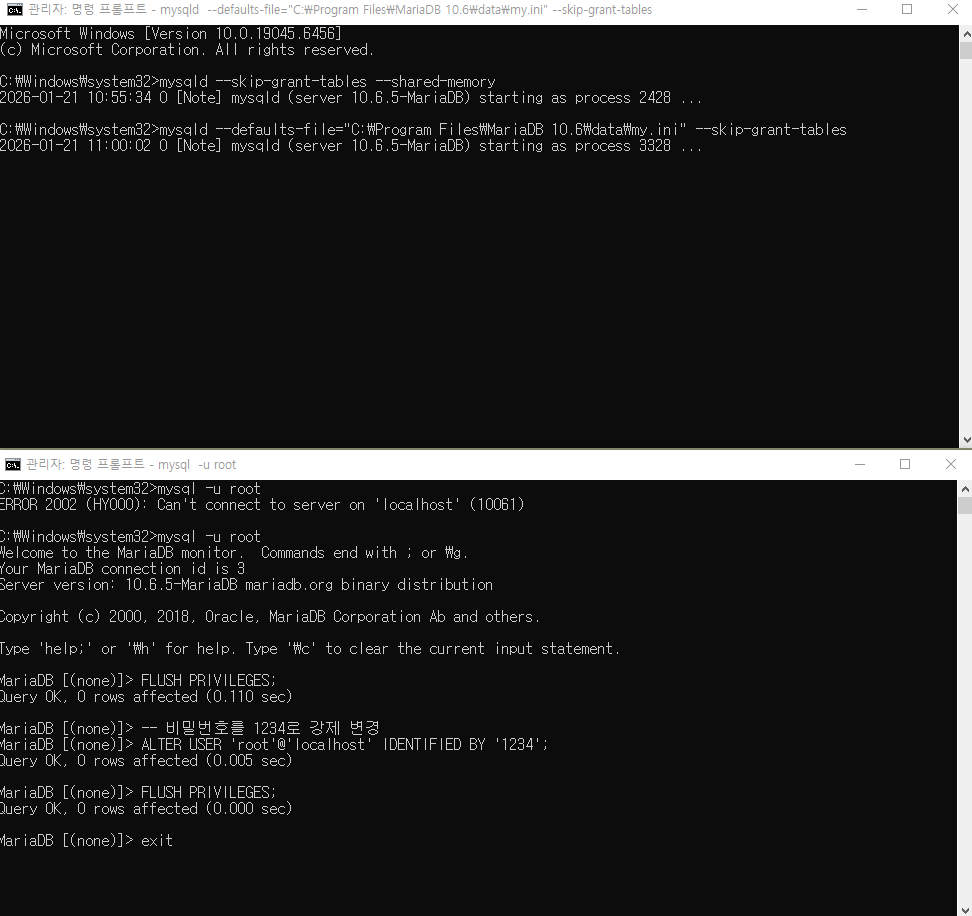 관리자: 명령 프롬프트 - mysqld  --defaults-file="C:₩Program Files₩MariaDB 10.6₩data₩my.ini" --skip-grant-tables
Microsoft Windows [Version 10.0.19045.6456]
(c) Microsoft Corporation. All rights reserved.
C:₩Windows₩system32>mysqld --skip-grant-tables --shared-memory
2026-01-21 10:55:34 0 [Note] mysqld (server 10.6.5-MariaDB) starting as process 2428 ...
C:₩Windows₩system32>mysqld --defaults-file="C:₩Program Files₩MariaDB 10.6₩data₩my.ini" --skip-grant-tables
2026-01-21 11:00:02 0 [Note] mysqld (server 10.6.5-MariaDB) starting as process 3328 ...
관리자: 명령 프롬프트 - mysql  -u root
C:₩Windows₩system32>mysql -u root
ERROR 2002 (HY000): Can't connect to server on 'localhost' (10061)
C:₩Windows₩system32>mysql -u root
Welcome to the MariaDB monitor.  Commands end with ; or ₩g.
Your MariaDB connection id is 3
Server version: 10.6.5-MariaDB mariadb.org binary distribution
Copyright (c) 2000, 2018, Oracle, MariaDB Corporation Ab and others.
Type 'help;' or '₩h' for help. Type '₩c' to clear the current input statement.
MariaDB [(none)]> FLUSH PRIVILEGES;
Query OK, 0 rows affected (0.110 sec)
MariaDB [(none)]> -- 비밀번호를 1234로 강제 변경
MariaDB [(none)]> ALTER USER 'root'@'localhost' IDENTIFIED BY '1234';
Query OK, 0 rows affected (0.005 sec)
MariaDB [(none)]> FLUSH PRIVILEGES;
Query OK, 0 rows affected (0.000 sec)
MariaDB [(none)]> exit